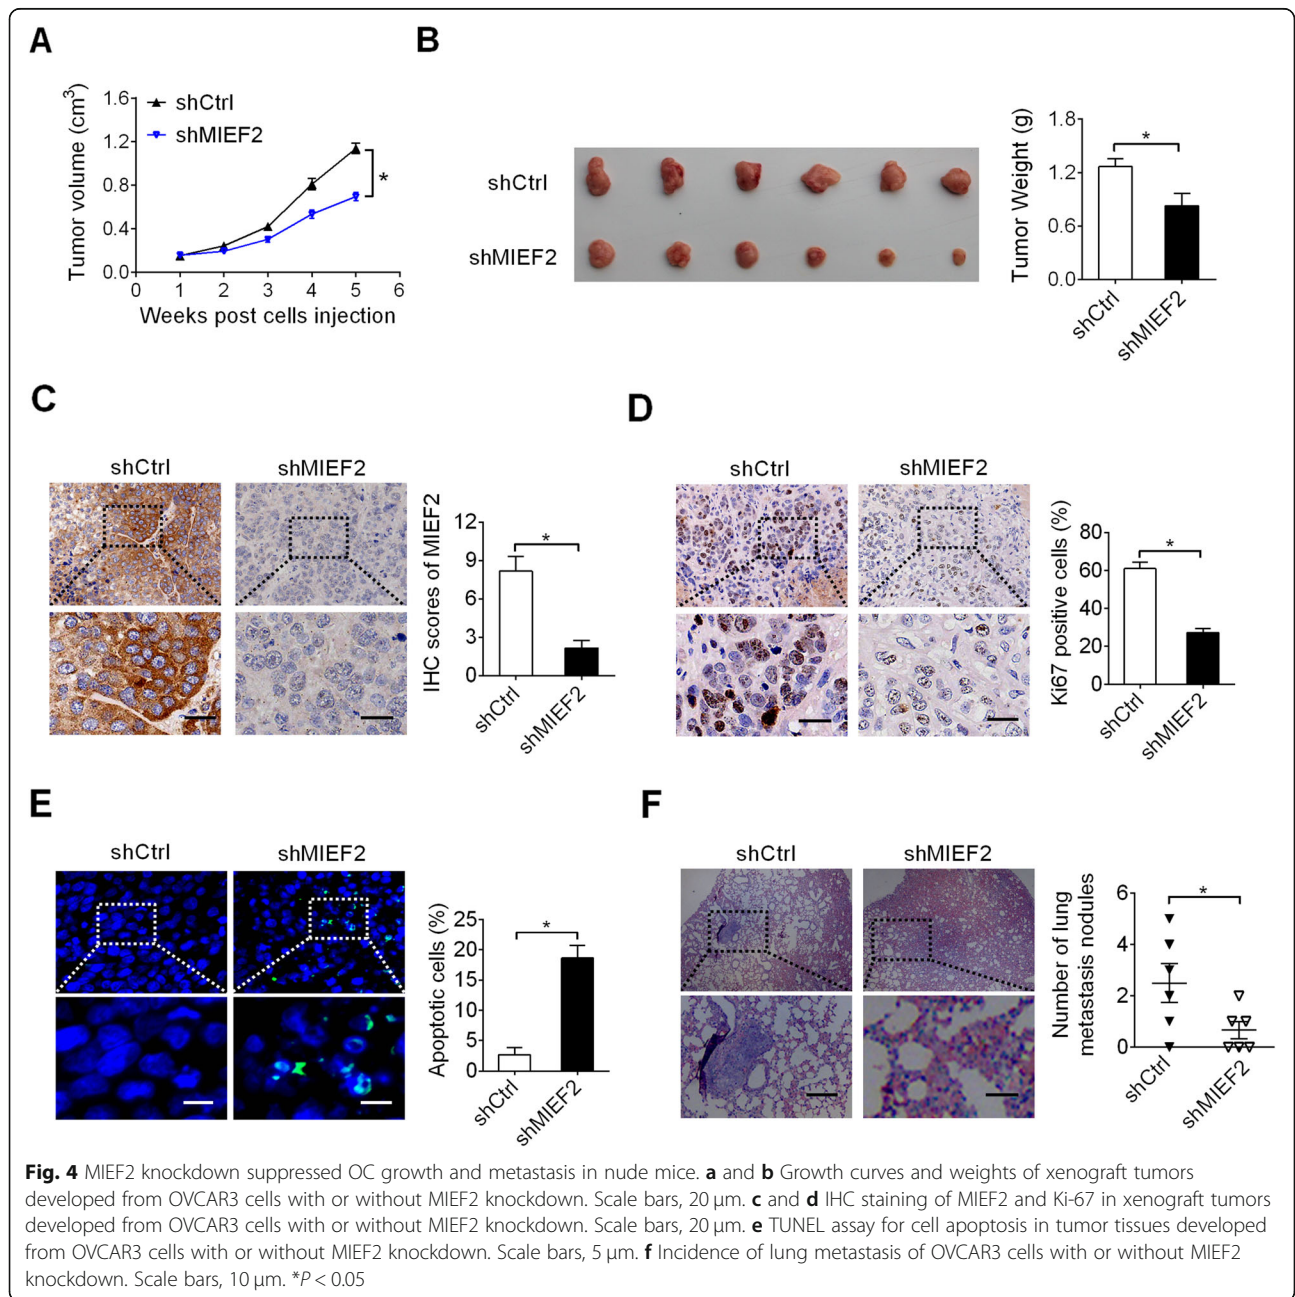 A
Tumor volume (cm³)
1.6
1.2
0.8
0.4
0.0
shCtrl
shMIEF2
*
0 1 2 3 4 5 6
Weeks post cells injection
B
shCtrl
shMIEF2
Tumor Weight (g)
1.8
1.2
0.6
0.0
*
shCtrl
shMIEF2
C
shCtrl shMIEF2
IHC scores of MIEF2
12
9
6
3
0
*
shCtrl
shMIEF2
D
shCtrl shMIEF2
Ki67 positive cells (%)
80
60
40
20
0
*
shCtrl
shMIEF2
E
shCtrl shMIEF2
Apoptotic cells (%)
25
20
15
10
5
0
*
shCtrl
shMIEF2
F
shCtrl shMIEF2
Number of lung
metastasis nodules
6
4
2
0
*
shCtrl
shMIEF2
Fig. 4 MIEF2 knockdown suppressed OC growth and metastasis in nude mice. a and b Growth curves and weights of xenograft tumors
developed from OVCAR3 cells with or without MIEF2 knockdown. Scale bars, 20 μm. c and d IHC staining of MIEF2 and Ki-67 in xenograft tumors
developed from OVCAR3 cells with or without MIEF2 knockdown. Scale bars, 20 μm. e TUNEL assay for cell apoptosis in tumor tissues developed
from OVCAR3 cells with or without MIEF2 knockdown. Scale bars, 5 μm. f Incidence of lung metastasis of OVCAR3 cells with or without MIEF2
knockdown. Scale bars, 10 μm. *P < 0.05